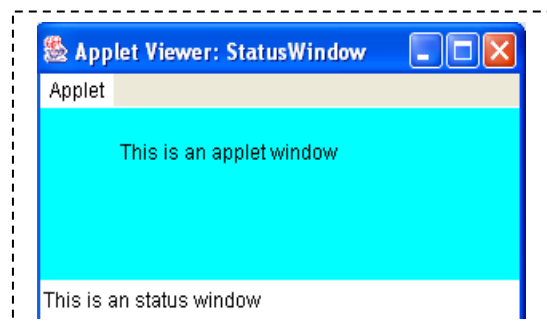 Applet Viewer: StatusWindow
Applet
This is an applet window
This is an status window